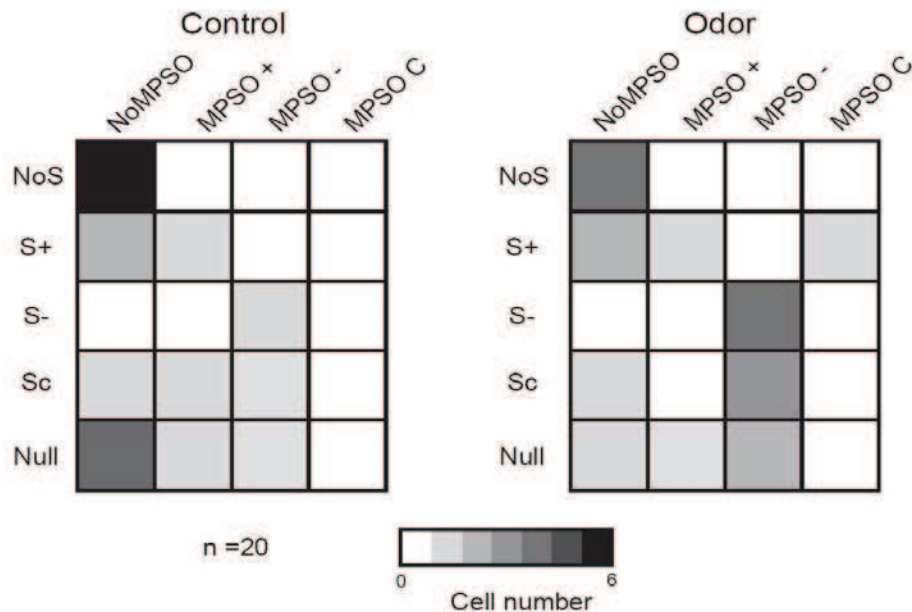 Control
Odor
NoMPSO
MPSO +
MPSO -
MPSO C
NoMPSO
MPSO +
MPSO -
MPSO C
NoS
S+
S-
Sc
Null
NoS
S+
S-
Sc
Null
n =20
0
6
Cell number